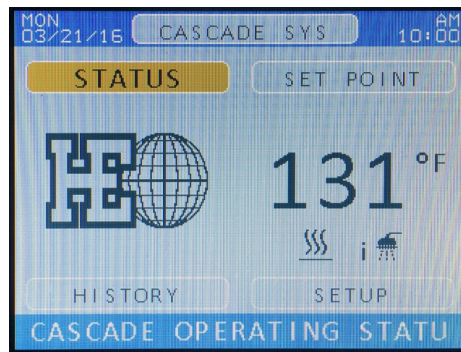 MON AM
03/21/16 CASCADE SYS 10:00
STATUS SET POINT
131 °F
i
HISTORY SETUP
CASCADE OPERATING STATU